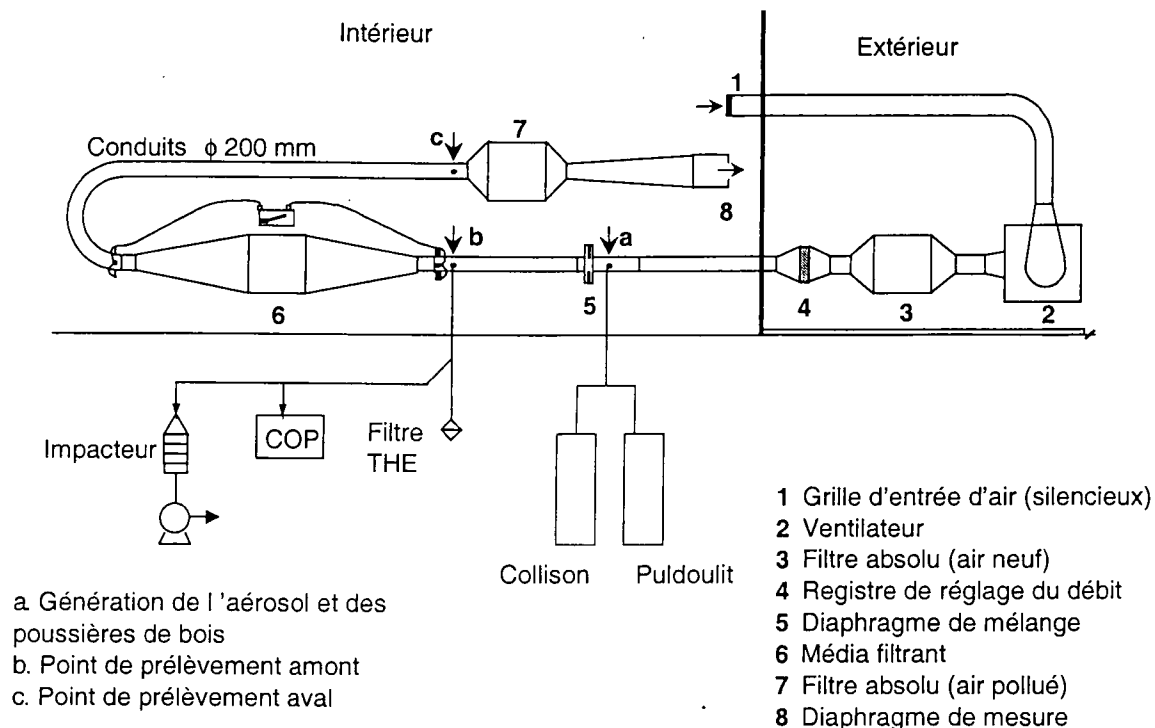 Intérieur
Extérieur
1
c
7
Conduits ϕ 200 mm
8
b
a
6
5
4
3
2
Impacteur
COP
Filtre
THE
Collison
Puldoulit
a Génération de l 'aérosol et des
poussières de bois
b. Point de prélèvement amont
c. Point de prélèvement aval
1 Grille d'entrée d'air (silencieux)
2 Ventilateur
3 Filtre absolu (air neuf)
4 Registre de réglage du débit
5 Diaphragme de mélange
6 Média filtrant
7 Filtre absolu (air pollué)
8 Diaphragme de mesure